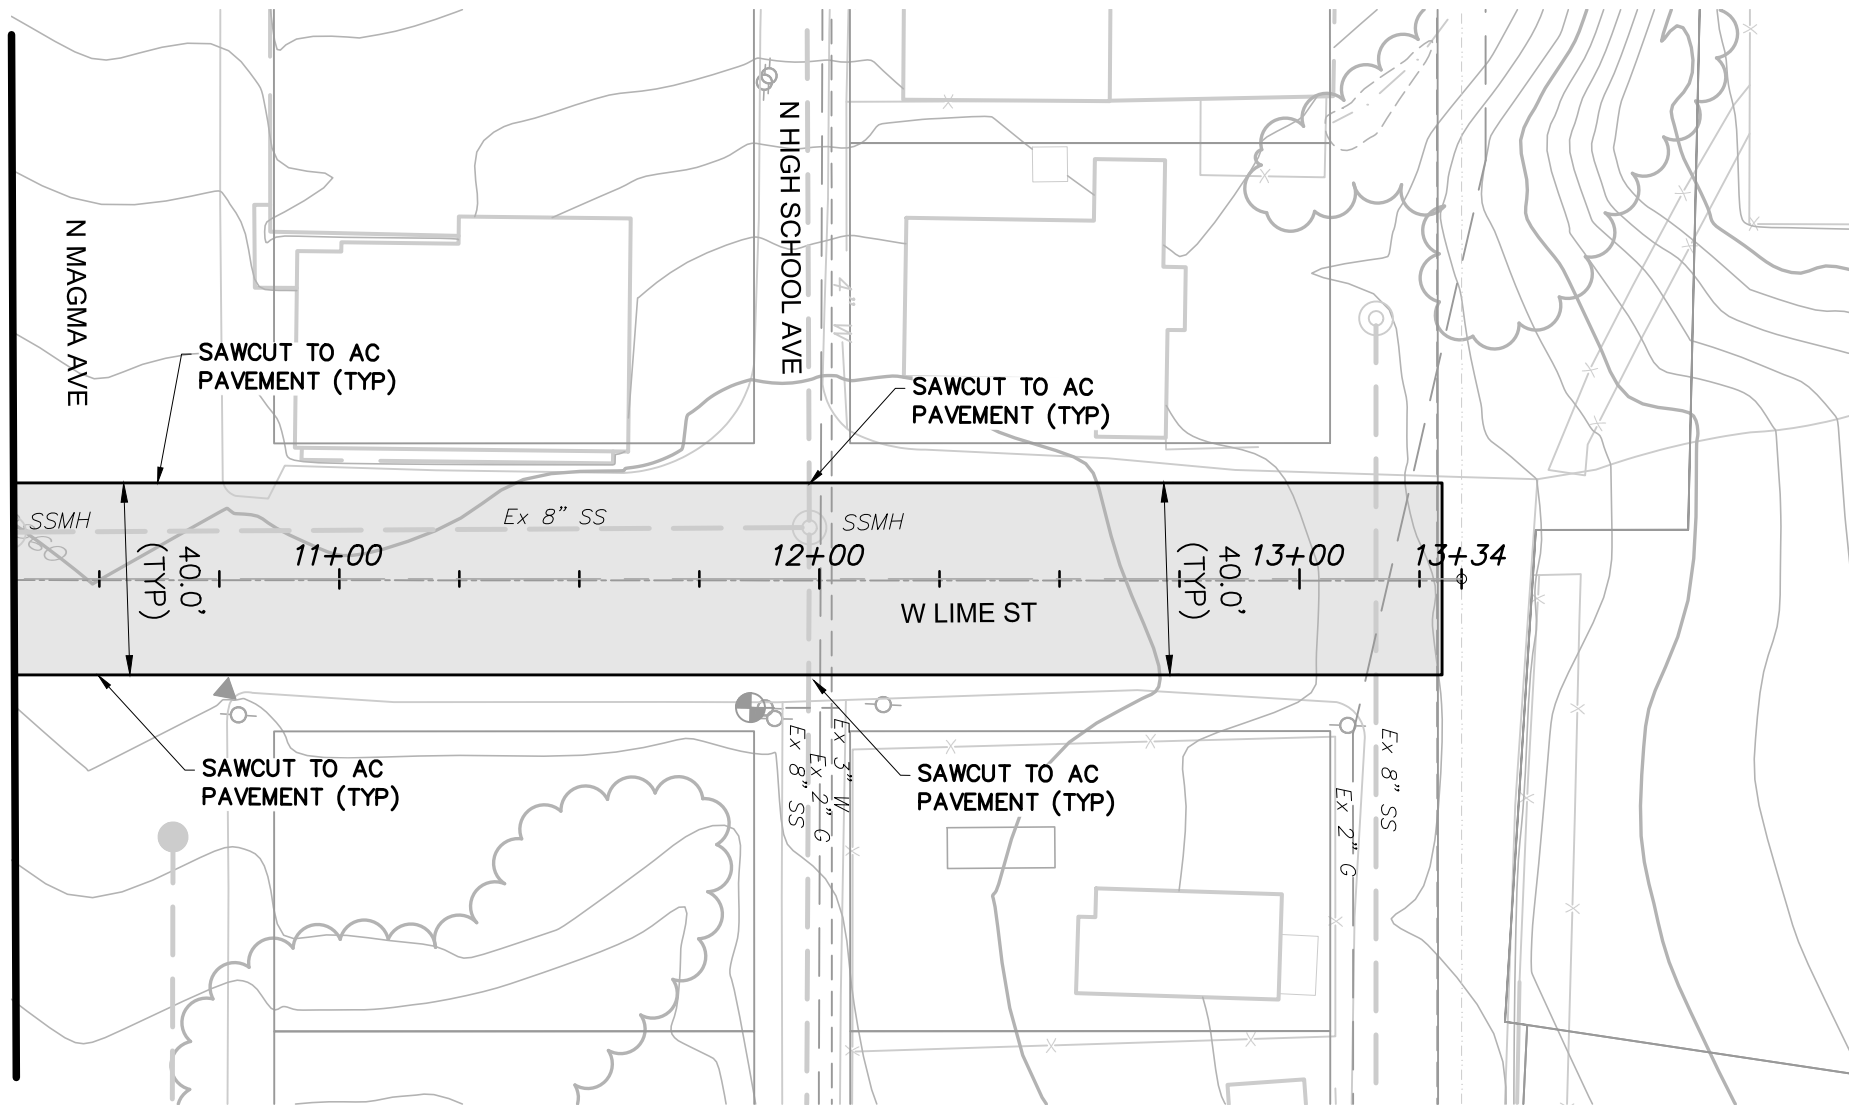 N MAGMA AVE
N HIGH SCHOOL AVE
4" W
SAWCUT TO AC
PAVEMENT (TYP)
SAWCUT TO AC
PAVEMENT (TYP)
SSMH
Ex 8" SS
SSMH
40.0'
(TYP)
11+00
12+00
40.0'
(TYP)
13+00
13+34
W LIME ST
SAWCUT TO AC
PAVEMENT (TYP)
Ex 8" SS
Ex 2" G
Ex 3" W
SAWCUT TO AC
PAVEMENT (TYP)
Ex 2" G
Ex 8" SS